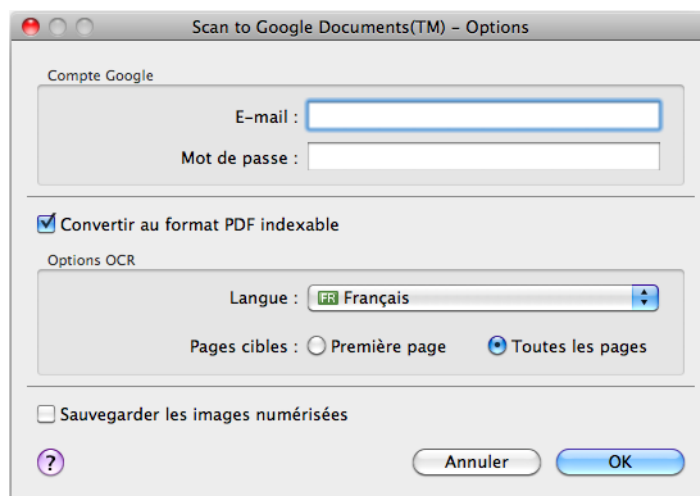 Scan to Google Documents(TM) – Options
Compte Google
E-mail :
Mot de passe :
Convertir au format PDF indexable
Options OCR
Langue : FR Français
Pages cibles : Première page Toutes les pages
Sauvegarder les images numérisées
? Annuler OK